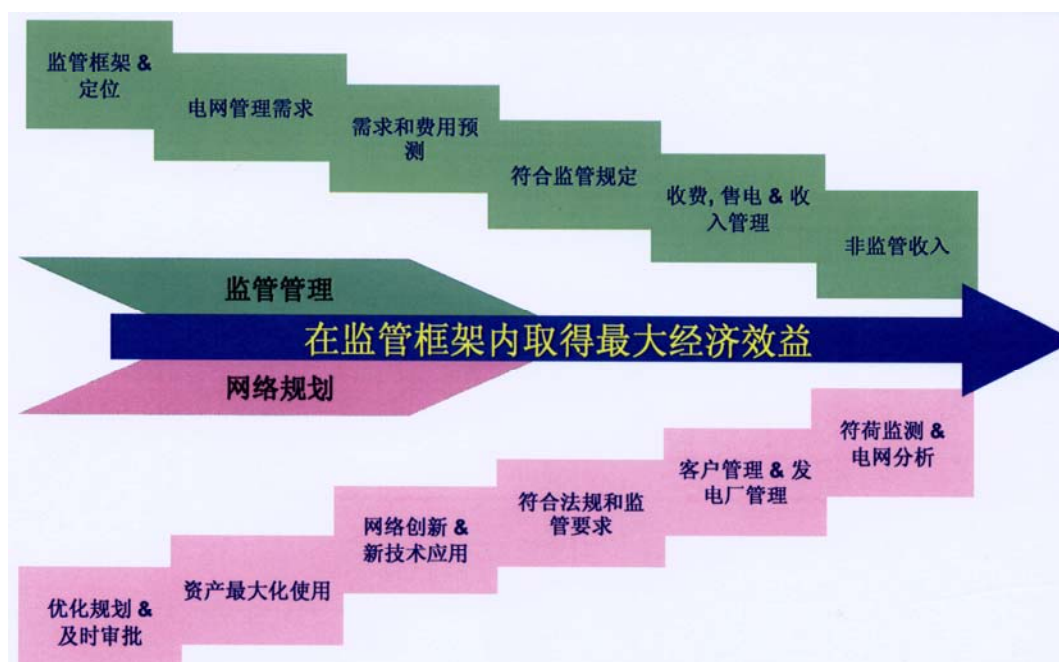 监管框架 &
定位
电网管理需求
需求和费用预
测
符合监管规定
收费, 售电 & 收
入管理
非监管收入
监管管理
在监管框架内取得最大经济效益
网络规划
符荷监测 &
电网分析
客户管理 & 发
电厂管理
符合法规和监
管要求
网络创新 &
新技术应用
资产最大化使用
优化规划 &
及时审批